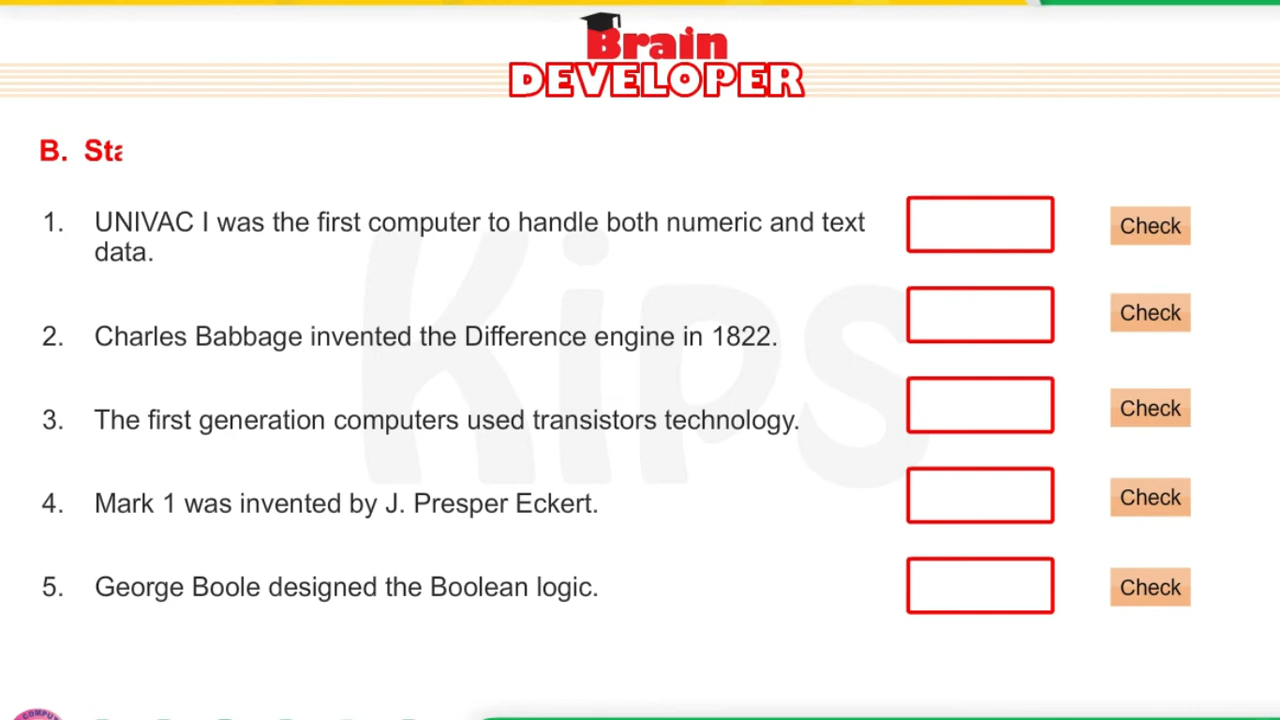 Brain
DEVELOPER
B. Sta
1. UNIVAC I was the first computer to handle both numeric and text
data.
Check
2. Charles Babbage invented the Difference engine in 1822.
Check
3. The first generation computers used transistors technology.
Check
4. Mark 1 was invented by J. Presper Eckert.
Check
5. George Boole designed the Boolean logic.
Check
Kips
COMPU